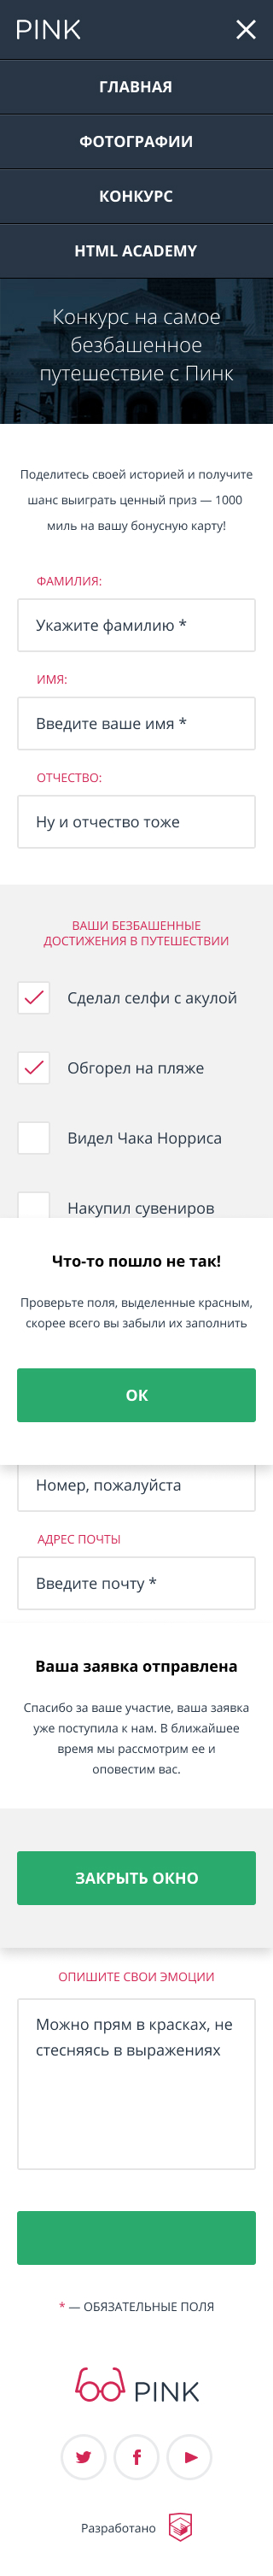 PINK
ГЛАВНАЯ
ФОТОГРАФИИ
КОНКУРС
HTML ACADEMY
Конкурс на самое
безбашенное
путешествие с Пинк
Поделитесь своей историей и получите
шанс выиграть ценный приз — 1000
миль на вашу бонусную карту!
ФАМИЛИЯ:
Укажите фамилию *
ИМЯ:
Введите ваше имя *
ОТЧЕСТВО:
Ну и отчество тоже
ВАШИ БЕЗБАШЕННЫЕ
ДОСТИЖЕНИЯ В ПУТЕШЕСТВИИ
Сделал селфи с акулой
Обгорел на пляже
Видел Чака Норриса
Накупил сувениров
Что-то пошло не так!
Проверьте поля, выделенные красным,
скорее всего вы забыли их заполнить
ОК
Номер, пожалуйста
АДРЕС ПОЧТЫ
Введите почту *
Ваша заявка отправлена
Спасибо за ваше участие, ваша заявка
уже поступила к нам. В ближайшее
время мы рассмотрим ее и
оповестим вас.
ЗАКРЫТЬ ОКНО
ОПИШИТЕ СВОИ ЭМОЦИИ
Можно прям в красках, не
стесняясь в выражениях
* — ОБЯЗАТЕЛЬНЫЕ ПОЛЯ
PINK
Разработано